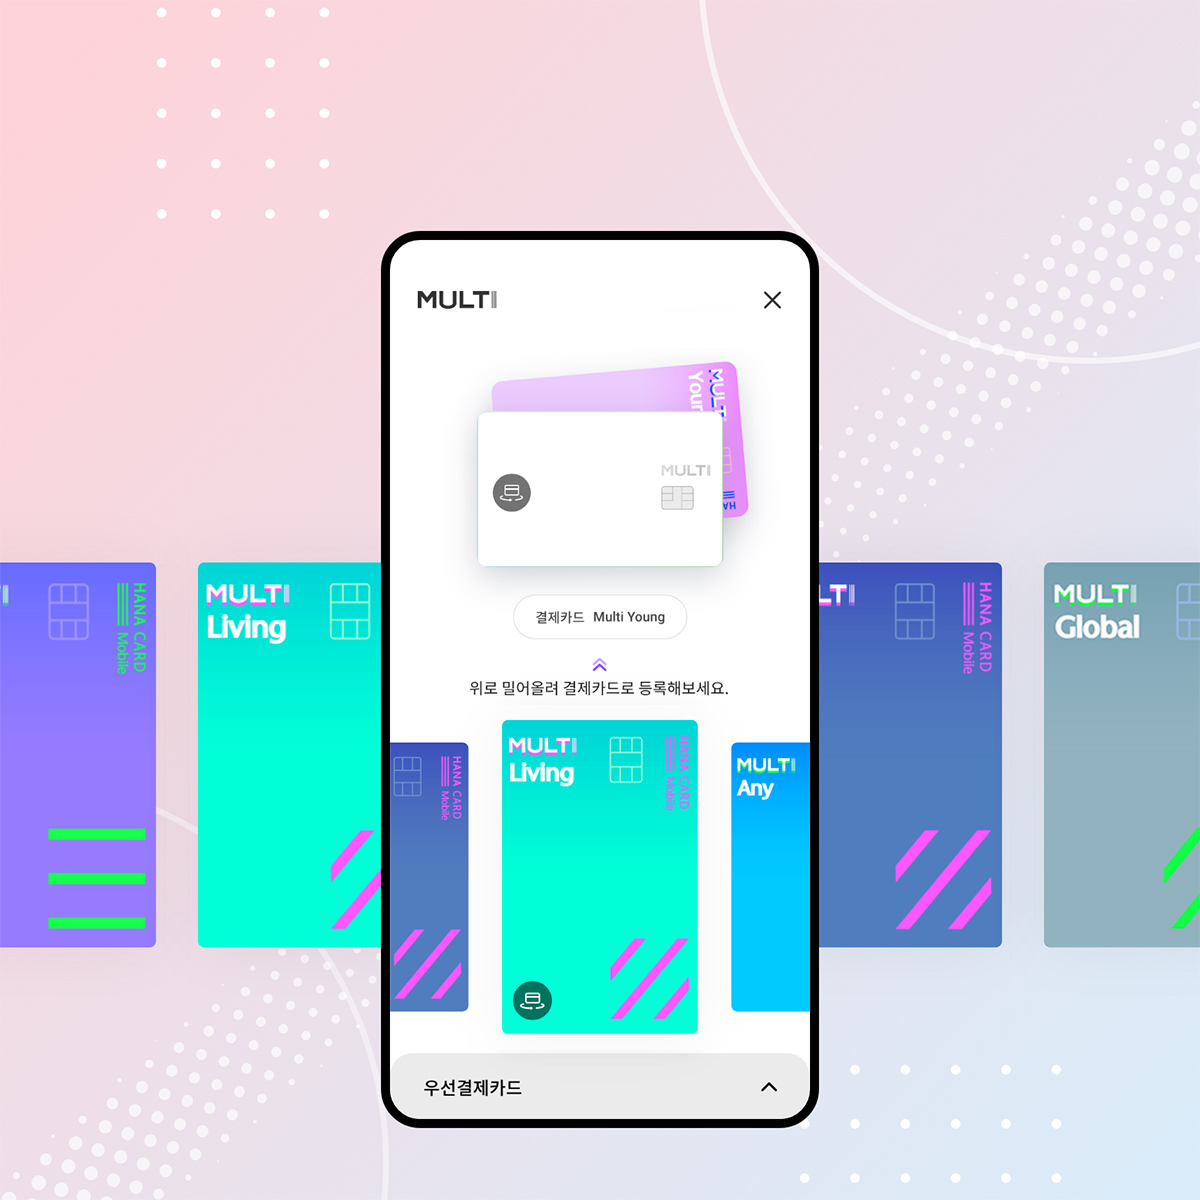 MULTI
MULTI
Your
HANA
MULTI
결제카드 Multi Young
위로 밀어올려 결제카드로 등록해보세요.
HANA CARD
Mobile
MULTI
Living
HANA CARD
Mobile
MULTI
Any
우선결제카드
HANA CARD
Mobile
MULTI
Living
LTI
HANA CARD
Mobile
MULTI
Global